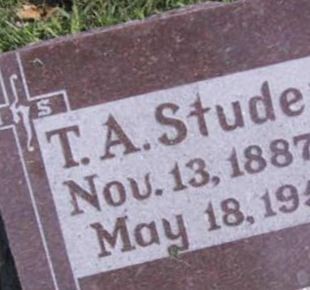 S
T. A. Stude
Nov. 13, 1887
May 18, 19